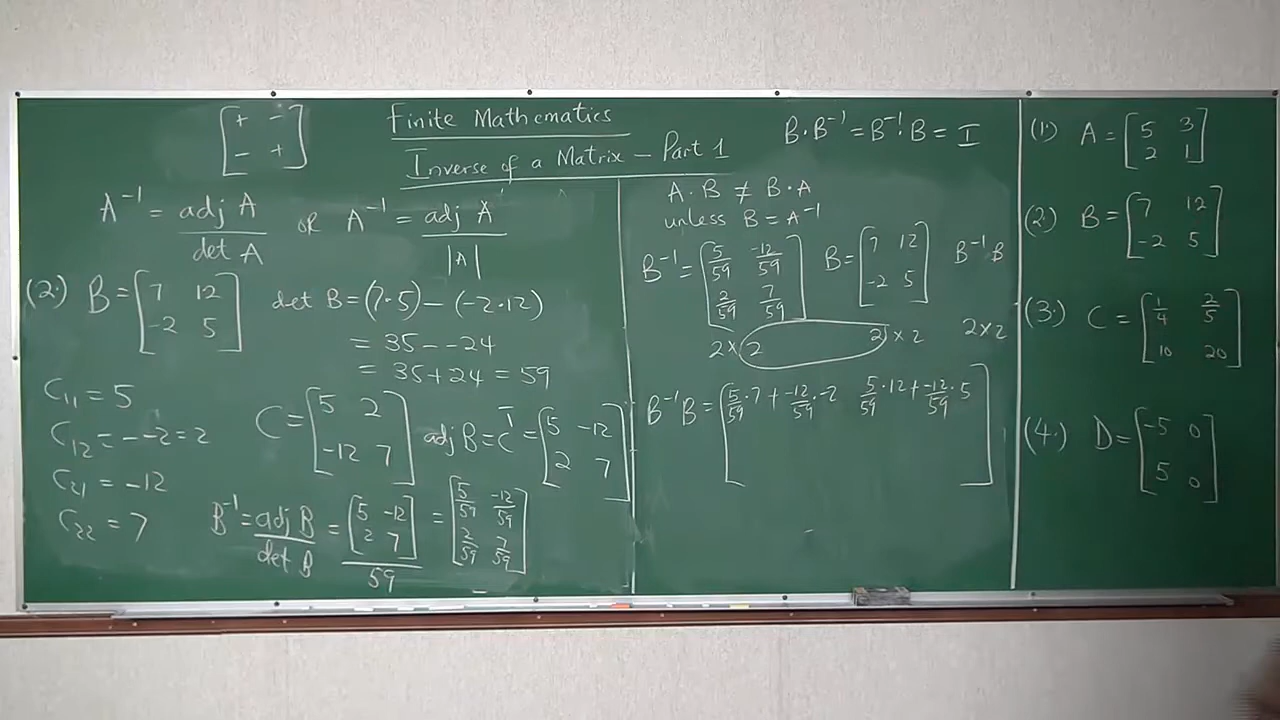 [+ −
− +]
Finite Mathematics
Inverse of a Matrix – Part 1
A⁻¹ = adj A / det A OR A⁻¹ = adj A / |A|
(2.) B = [7 12
−2 5]
det B = (7·5) − (−2·12)
= 35 − −24
= 35 + 24 = 59
C₁₁ = 5
C₁₂ = − −2 = 2
C₂₁ = −12
C₂₂ = 7
C = [5 2
−12 7]
adj B = Cᵀ = [5 −12
2 7]
B⁻¹ = adj B / det B = [5 −12
2 7] / 59 = [5/59 −12/59
2/59 7/59]
B·B⁻¹ = B⁻¹·B = I
A·B ≠ B·A
unless B = A⁻¹
B⁻¹ = [5/59 −12/59
2/59 7/59]
B = [7 12
−2 5]
B⁻¹B
2×2 2×2 2×2
B⁻¹B = [5/59·7 + −12/59·−2 5/59·12 + −12/59·5]
(1.) A = [5 3
2 1]
(2.) B = [7 12
−2 5]
(3.) C = [1/4 2/5
10 20]
(4.) D = [−5 0
5 0]